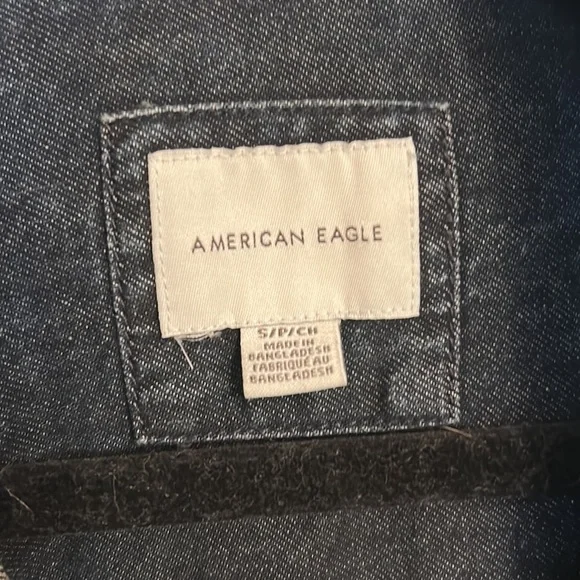 AMERICAN EAGLE
S/P/CH
MADE IN
BANGLADESH
FABRIQUÉ AU
BANGLADESH